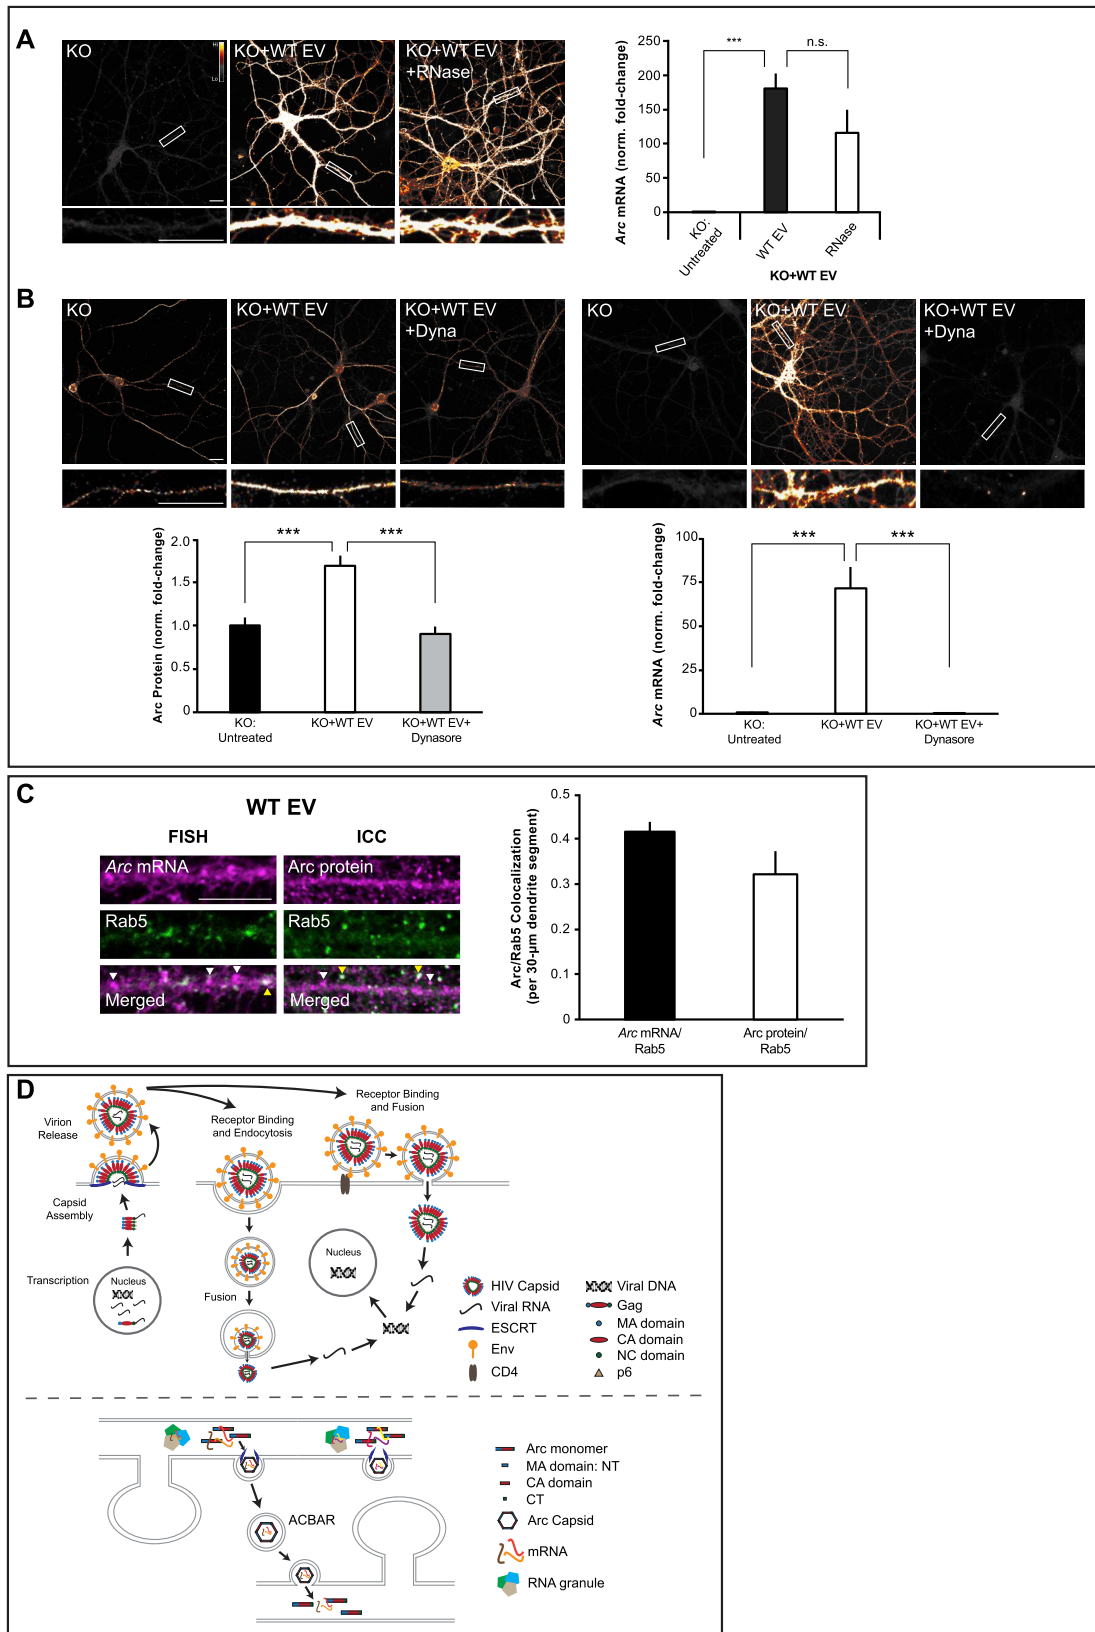 A
KO
Hi
Lo
KO+WT EV
KO+WT EV
+RNase
Arc mRNA (norm. fold-change)
250
200
150
100
50
0
***
n.s.
KO:
Untreated
WT EV
RNase
KO+WT EV
B
KO
KO+WT EV
KO+WT EV
+Dyna
KO
KO+WT EV
KO+WT EV
+Dyna
Arc Protein (norm. fold-change)
2.0
1.5
1.0
0.5
0
***
***
KO:
Untreated
KO+WT EV
KO+WT EV+
Dynasore
Arc mRNA (norm. fold-change)
100
75
50
25
0
***
***
KO:
Untreated
KO+WT EV
KO+WT EV+
Dynasore
C
WT EV
FISH
ICC
Arc mRNA
Arc protein
Rab5
Rab5
Merged
Merged
Arc/Rab5 Colocalization
(per 30-μm dendrite segment)
0.5
0.4
0.3
0.2
0.1
0
Arc mRNA/
Rab5
Arc protein/
Rab5
D
Virion
Release
Receptor Binding
and Endocytosis
Receptor Binding
and Fusion
Capsid
Assembly
Transcription
Nucleus
Fusion
Nucleus
HIV Capsid
Viral RNA
ESCRT
Env
CD4
Viral DNA
Gag
MA domain
CA domain
NC domain
p6
ACBAR
Arc monomer
MA domain: NT
CA domain
CT
Arc Capsid
mRNA
RNA granule